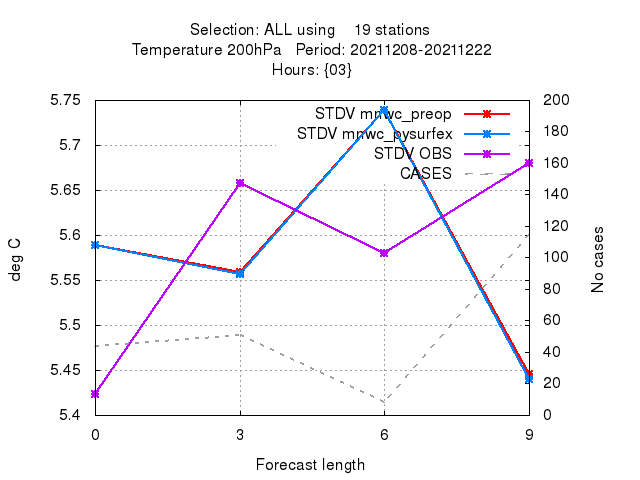 Selection: ALL using 19 stations
Temperature 200hPa Period: 20211208-20211222
Hours: {03}
5.75
5.7
5.65
5.6
5.55
5.5
5.45
5.4
deg C
200
180
160
140
120
100
80
60
40
20
0
No cases
STDV mnwc_preop
STDV mnwc_pysurfex
STDV OBS
CASES
0 3 6 9
Forecast length